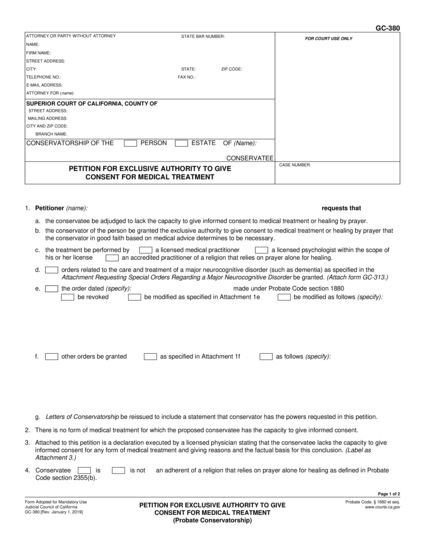 GC-380
ATTORNEY OR PARTY WITHOUT ATTORNEY STATE BAR NUMBER:
FOR COURT USE ONLY
NAME:
FIRM NAME:
STREET ADDRESS:
CITY: STATE: ZIP CODE:
TELEPHONE NO.: FAX NO.:
E-MAIL ADDRESS:
ATTORNEY FOR (name):
SUPERIOR COURT OF CALIFORNIA, COUNTY OF
STREET ADDRESS:
MAILING ADDRESS:
CITY AND ZIP CODE:
BRANCH NAME:
CONSERVATORSHIP OF THE PERSON ESTATE OF (Name):
CONSERVATEE
PETITION FOR EXCLUSIVE AUTHORITY TO GIVE
CONSENT FOR MEDICAL TREATMENT
CASE NUMBER:
1. Petitioner (name): requests that
a. the conservatee be adjudged to lack the capacity to give informed consent to medical treatment or healing by prayer.
b. the conservator of the person be granted the exclusive authority to give consent to medical treatment or healing by prayer that
the conservator in good faith based on medical advice determines to be necessary.
c. the treatment be performed by a licensed medical practitioner a licensed psychologist within the scope of
his or her license an accredited practitioner of a religion that relies on prayer alone for healing.
d. orders related to the care and treatment of a major neurocognitive disorder (such as dementia) as specified in the
Attachment Requesting Special Orders Regarding a Major Neurocognitive Disorder be granted. (Attach form GC-313.)
e. the order dated (specify): made under Probate Code section 1880
be revoked be modified as specified in Attachment 1e be modified as follows (specify):
f. other orders be granted as specified in Attachment 1f as follows (specify):
g. Letters of Conservatorship be reissued to include a statement that conservator has the powers requested in this petition.
2. There is no form of medical treatment for which the proposed conservatee has the capacity to give informed consent.
3. Attached to this petition is a declaration executed by a licensed physician stating that the conservatee lacks the capacity to give
informed consent for any form of medical treatment and giving reasons and the factual basis for this conclusion. (Label as
Attachment 3.)
4. Conservatee is is not an adherent of a religion that relies on prayer alone for healing as defined in Probate
Code section 2355(b).
Page 1 of 2
Form Adopted for Mandatory Use
Judicial Council of California
GC-380 [Rev. January 1, 2019]
PETITION FOR EXCLUSIVE AUTHORITY TO GIVE
CONSENT FOR MEDICAL TREATMENT
(Probate Conservatorship)
Probate Code, § 1880 et seq.
www.courts.ca.gov